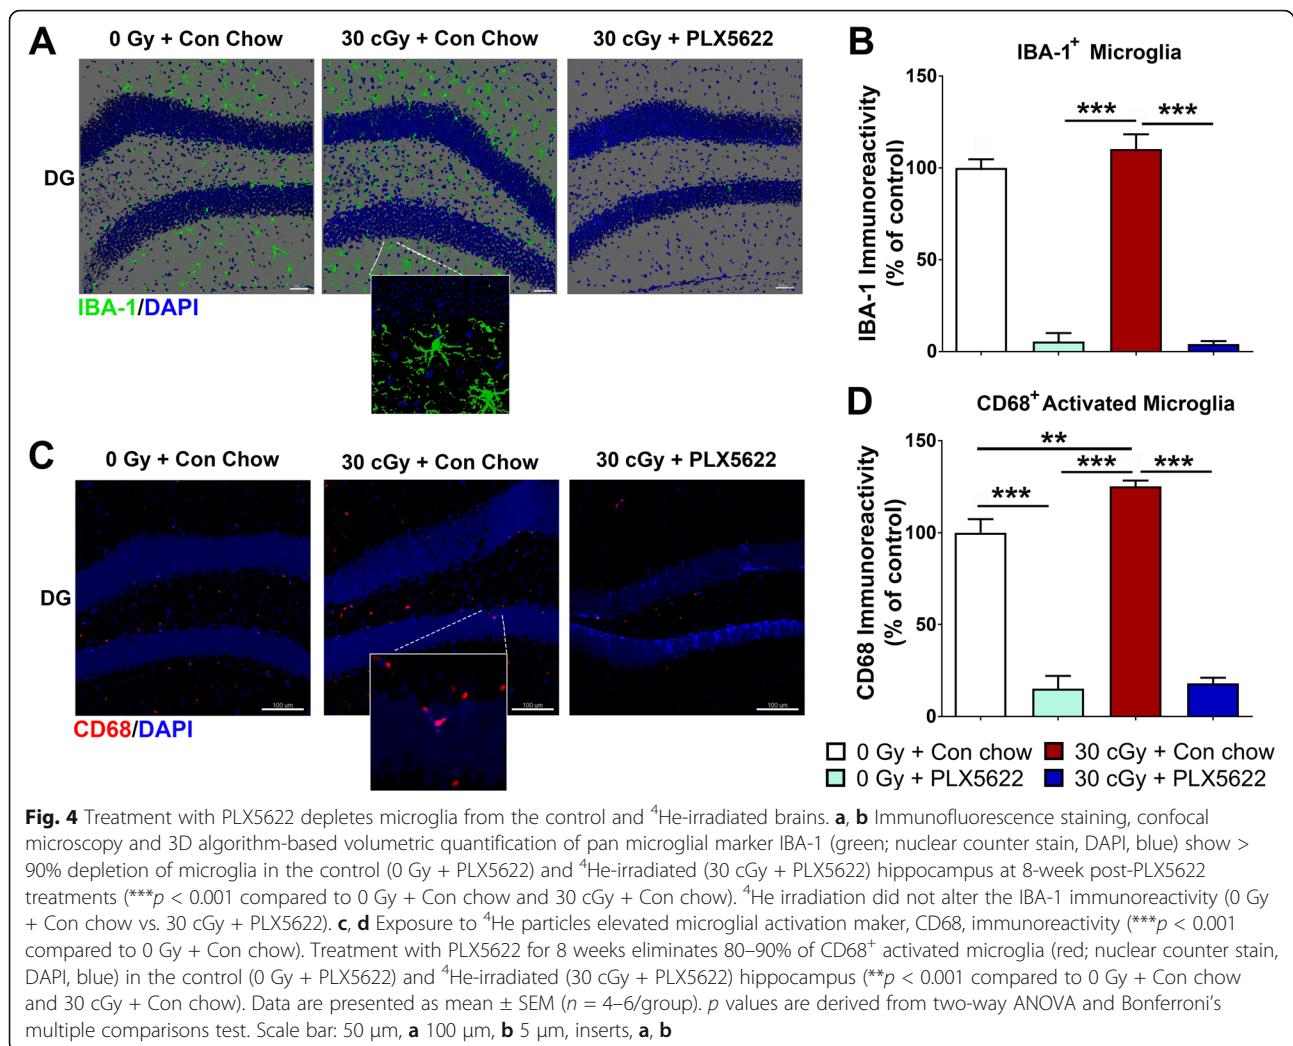 A
0 Gy + Con Chow
30 cGy + Con Chow
30 cGy + PLX5622
DG
IBA-1/DAPI
B
IBA-1⁺ Microglia
IBA-1 Immunoreactivity
(% of control)
150
100
50
0
***
***
C
0 Gy + Con Chow
30 cGy + Con Chow
30 cGy + PLX5622
DG
100 um
100 um
100 um
CD68/DAPI
D
CD68⁺ Activated Microglia
CD68 Immunoreactivity
(% of control)
150
100
50
0
**
***
***
***
0 Gy + Con chow
30 cGy + Con chow
0 Gy + PLX5622
30 cGy + PLX5622
Fig. 4 Treatment with PLX5622 depletes microglia from the control and ⁴He-irradiated brains. a, b Immunofluorescence staining, confocal
microscopy and 3D algorithm-based volumetric quantification of pan microglial marker IBA-1 (green; nuclear counter stain, DAPI, blue) show >
90% depletion of microglia in the control (0 Gy + PLX5622) and ⁴He-irradiated (30 cGy + PLX5622) hippocampus at 8-week post-PLX5622
treatments (***p < 0.001 compared to 0 Gy + Con chow and 30 cGy + Con chow). ⁴He irradiation did not alter the IBA-1 immunoreactivity (0 Gy
+ Con chow vs. 30 cGy + PLX5622). c, d Exposure to ⁴He particles elevated microglial activation maker, CD68, immunoreactivity (***p < 0.001
compared to 0 Gy + Con chow). Treatment with PLX5622 for 8 weeks eliminates 80–90% of CD68⁺ activated microglia (red; nuclear counter stain,
DAPI, blue) in the control (0 Gy + PLX5622) and ⁴He-irradiated (30 cGy + PLX5622) hippocampus (**p < 0.001 compared to 0 Gy + Con chow
and 30 cGy + Con chow). Data are presented as mean ± SEM (n = 4–6/group). p values are derived from two-way ANOVA and Bonferroni's
multiple comparisons test. Scale bar: 50 μm, a 100 μm, b 5 μm, inserts, a, b